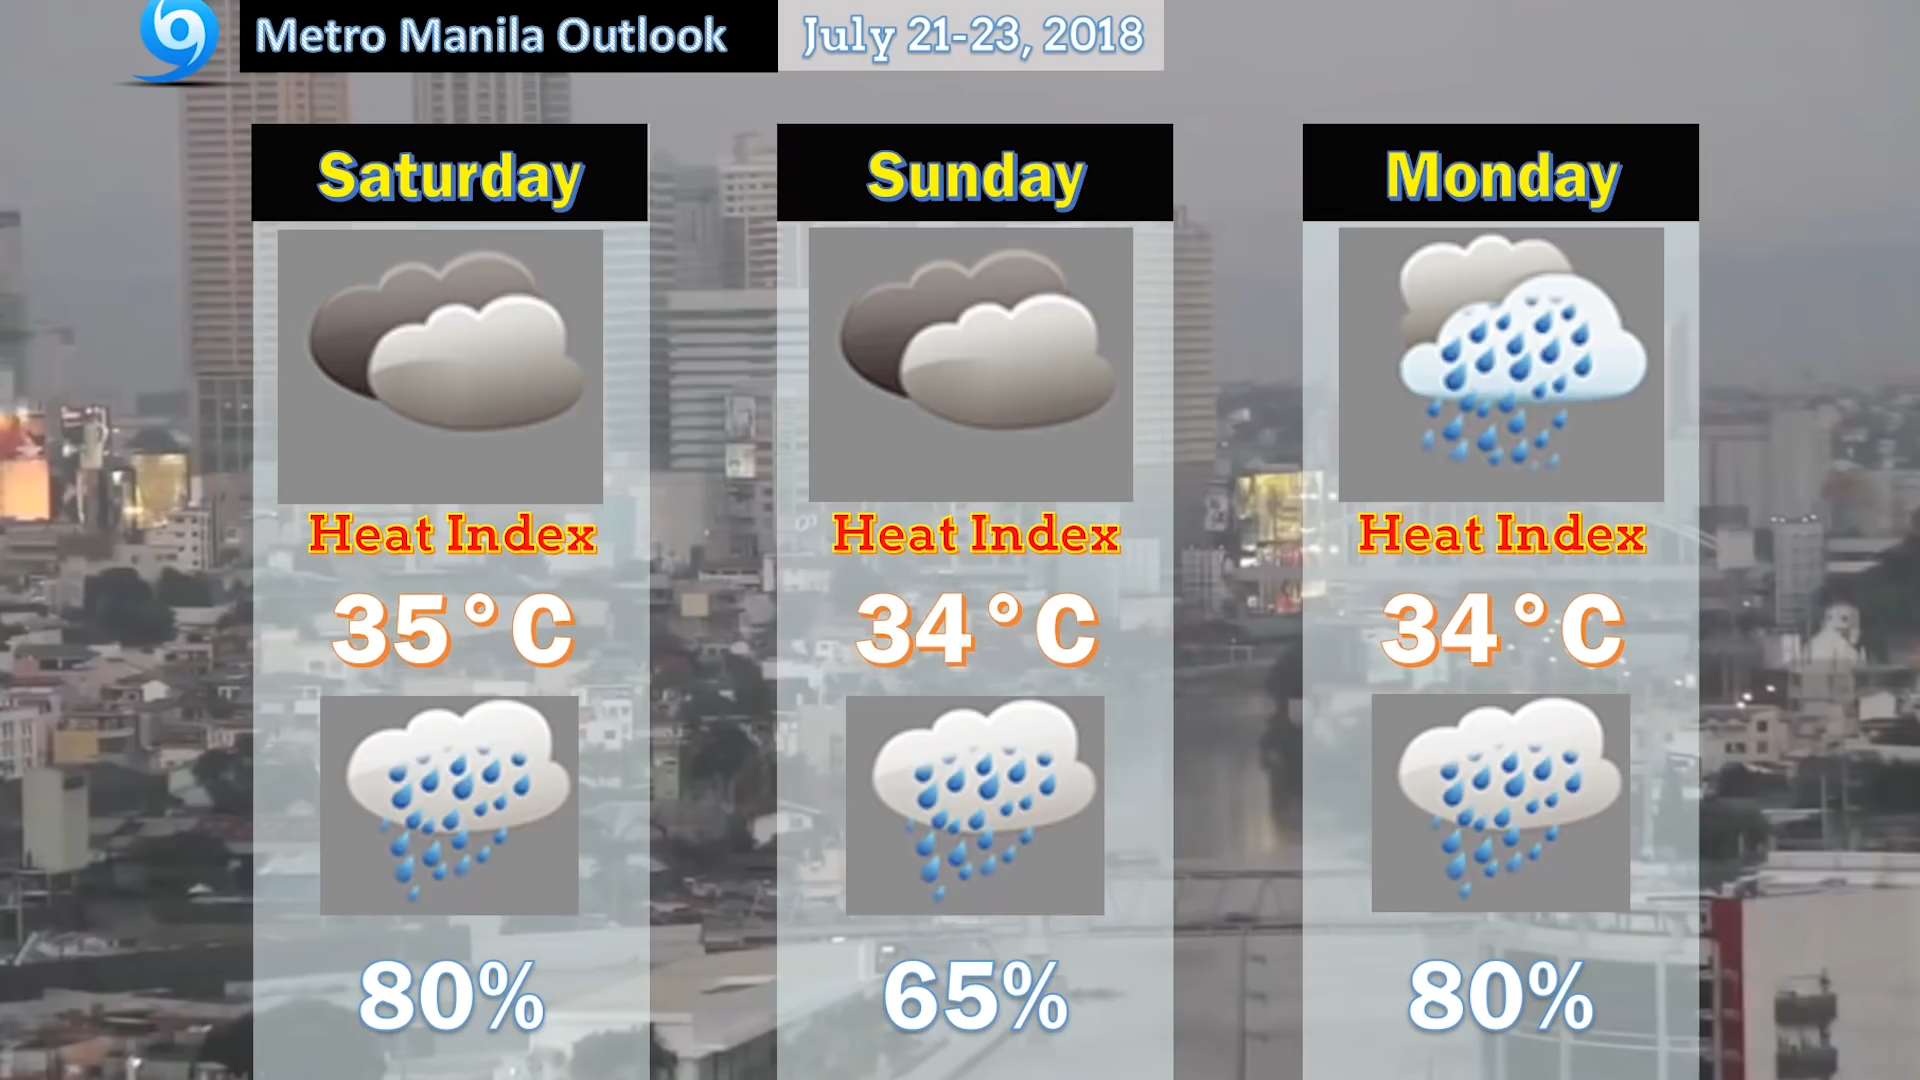 Metro Manila Outlook
July 21-23, 2018
Saturday
Heat Index
35°C
80%
Sunday
Heat Index
34°C
65%
Monday
Heat Index
34°C
80%